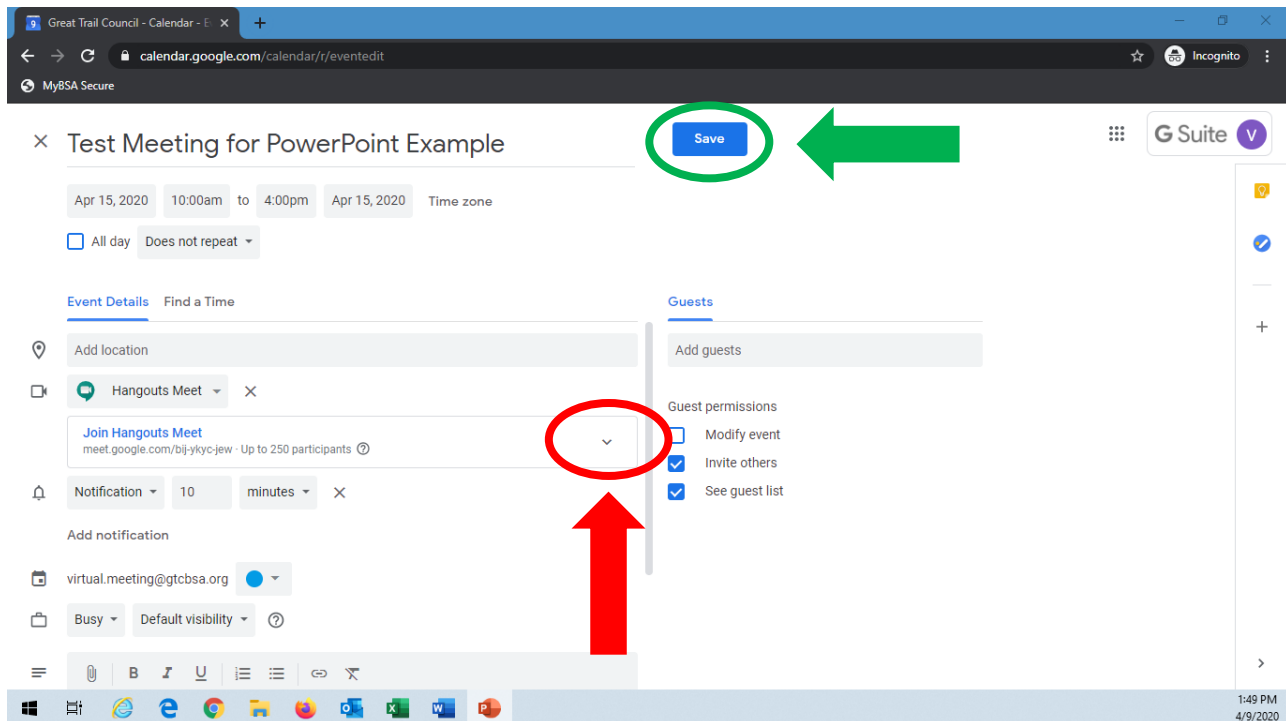 Great Trail Council - Calendar - E
calendar.google.com/calendar/r/eventedit
Incognito
MyBSA Secure
Test Meeting for PowerPoint Example
Save
G Suite
V
Apr 15, 2020 10:00am to 4:00pm Apr 15, 2020 Time zone
All day Does not repeat
Event Details Find a Time
Guests
Add location
Add guests
Hangouts Meet
Guest permissions
Join Hangouts Meet
meet.google.com/bij-ykyc-jew · Up to 250 participants
Modify event
Invite others
See guest list
Notification 10 minutes
Add notification
virtual.meeting@gtcbsa.org
Busy Default visibility
B I U
1:49 PM
4/9/2020